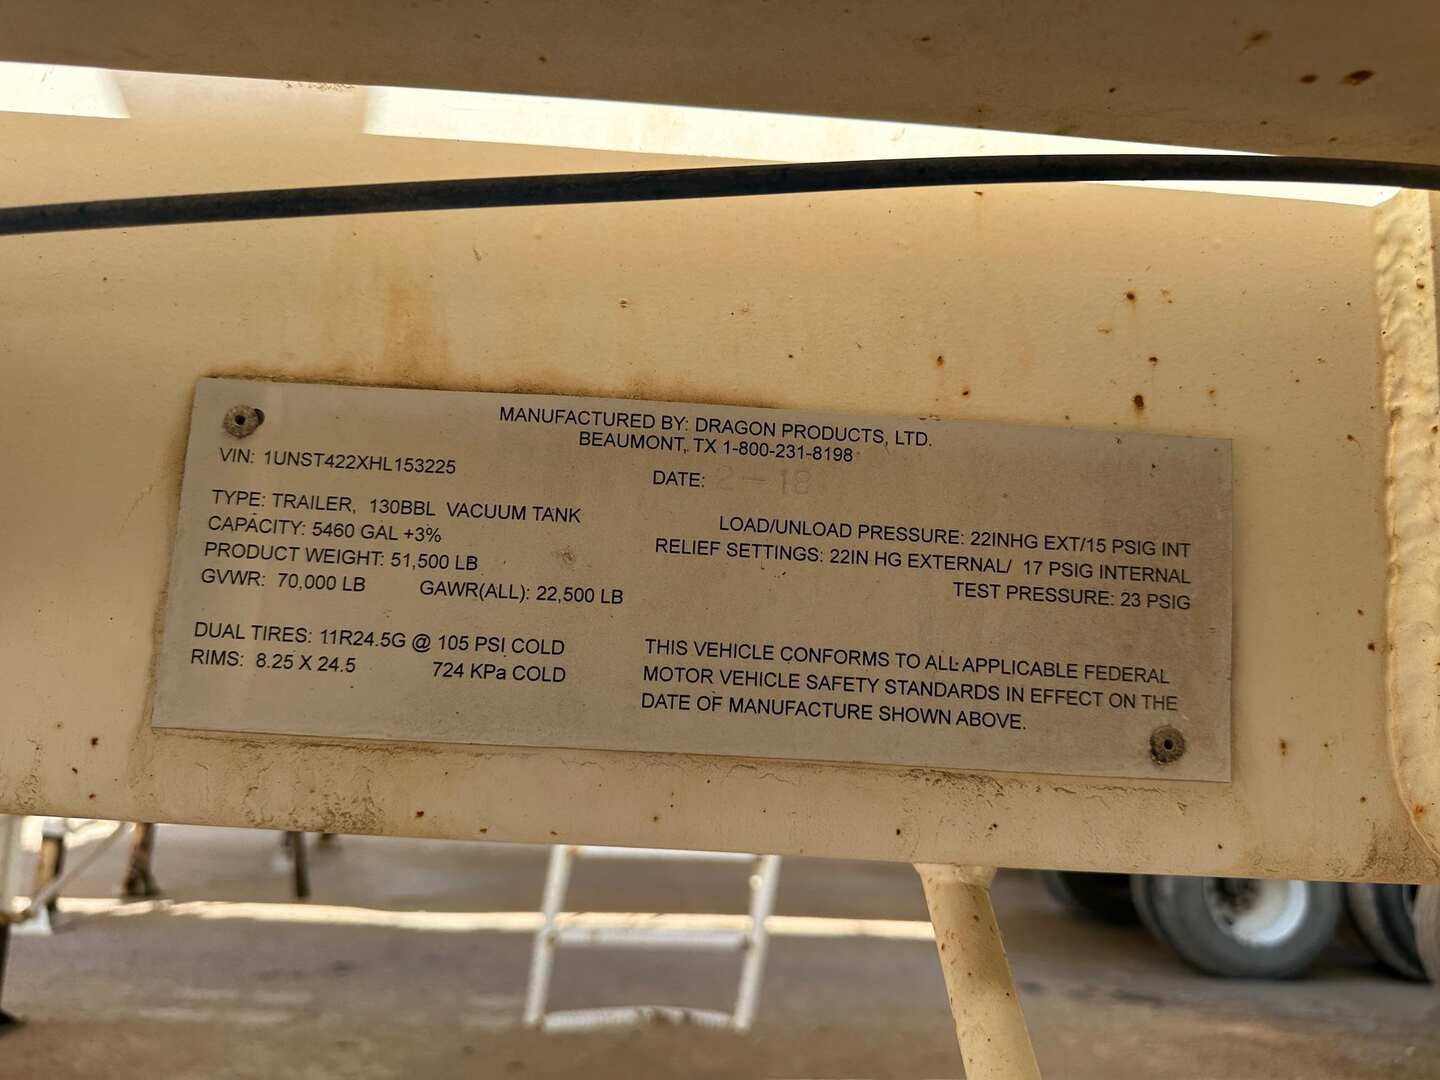 MANUFACTURED BY: DRAGON PRODUCTS, LTD.
BEAUMONT, TX 1-800-231-8198
VIN: 1UNST422XHL153225
DATE: 2-18
TYPE: TRAILER, 130BBL VACUUM TANK
CAPACITY: 5460 GAL +3%
PRODUCT WEIGHT: 51,500 LB
GVWR: 70,000 LB GAWR(ALL): 22,500 LB
LOAD/UNLOAD PRESSURE: 22INHG EXT/15 PSIG INT
RELIEF SETTINGS: 22IN HG EXTERNAL/ 17 PSIG INTERNAL
TEST PRESSURE: 23 PSIG
DUAL TIRES: 11R24.5G @ 105 PSI COLD
RIMS: 8.25 X 24.5 724 KPa COLD
THIS VEHICLE CONFORMS TO ALL APPLICABLE FEDERAL
MOTOR VEHICLE SAFETY STANDARDS IN EFFECT ON THE
DATE OF MANUFACTURE SHOWN ABOVE.